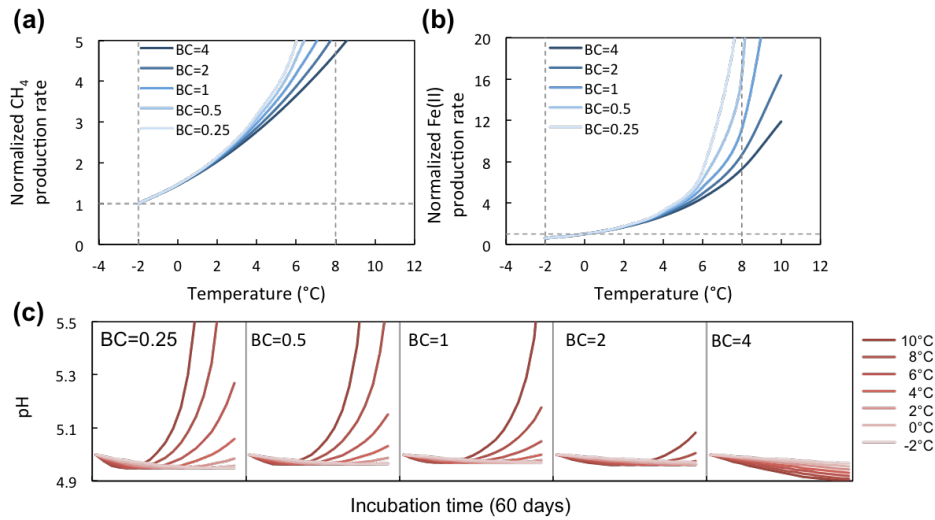 (a)
5
4
3
2
1
0
Normalized CH4
production rate
BC=4
BC=2
BC=1
BC=0.5
BC=0.25
-4 -2 0 2 4 6 8 10 12
Temperature (°C)
(b)
20
16
12
8
4
0
Normalized Fe(II)
production rate
BC=4
BC=2
BC=1
BC=0.5
BC=0.25
-4 -2 0 2 4 6 8 10 12
Temperature (°C)
(c)
5.5
5.3
5.1
4.9
pH
BC=0.25 BC=0.5 BC=1 BC=2 BC=4
10°C
8°C
6°C
4°C
2°C
0°C
-2°C
Incubation time (60 days)